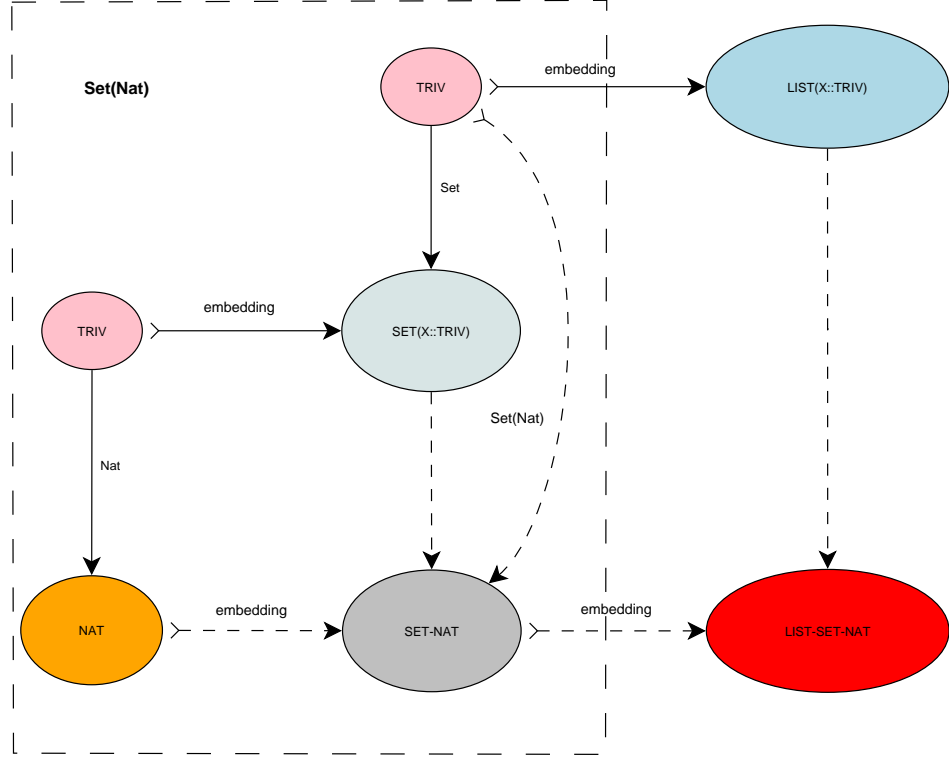 embedding
Set(Nat)
TRIV
LIST(X::TRIV)
Set
embedding
TRIV
SET(X::TRIV)
Set(Nat)
Nat
embedding
embedding
NAT
SET-NAT
LIST-SET-NAT